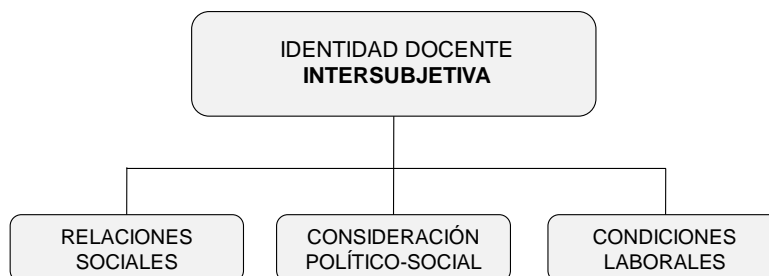 IDENTIDAD DOCENTE
INTERSUBJETIVA
RELACIONES
SOCIALES
CONSIDERACIÓN
POLÍTICO-SOCIAL
CONDICIONES
LABORALES